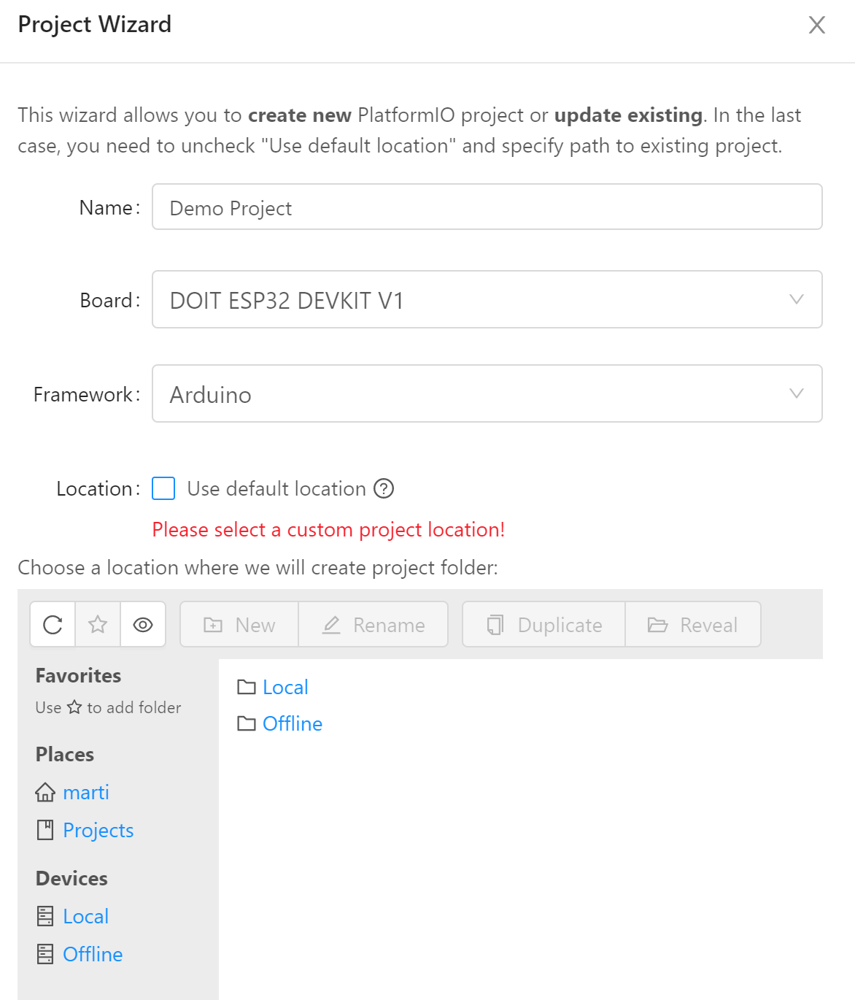 Project Wizard
This wizard allows you to create new PlatformIO project or update existing. In the last
case, you need to uncheck "Use default location" and specify path to existing project.
Name: Demo Project
Board: DOIT ESP32 DEVKIT V1
Framework: Arduino
Location: Use default location
Please select a custom project location!
Choose a location where we will create project folder:
New Rename Duplicate Reveal
Favorites
Use ☆ to add folder
Places
marti
Projects
Devices
Local
Offline
Local
Offline